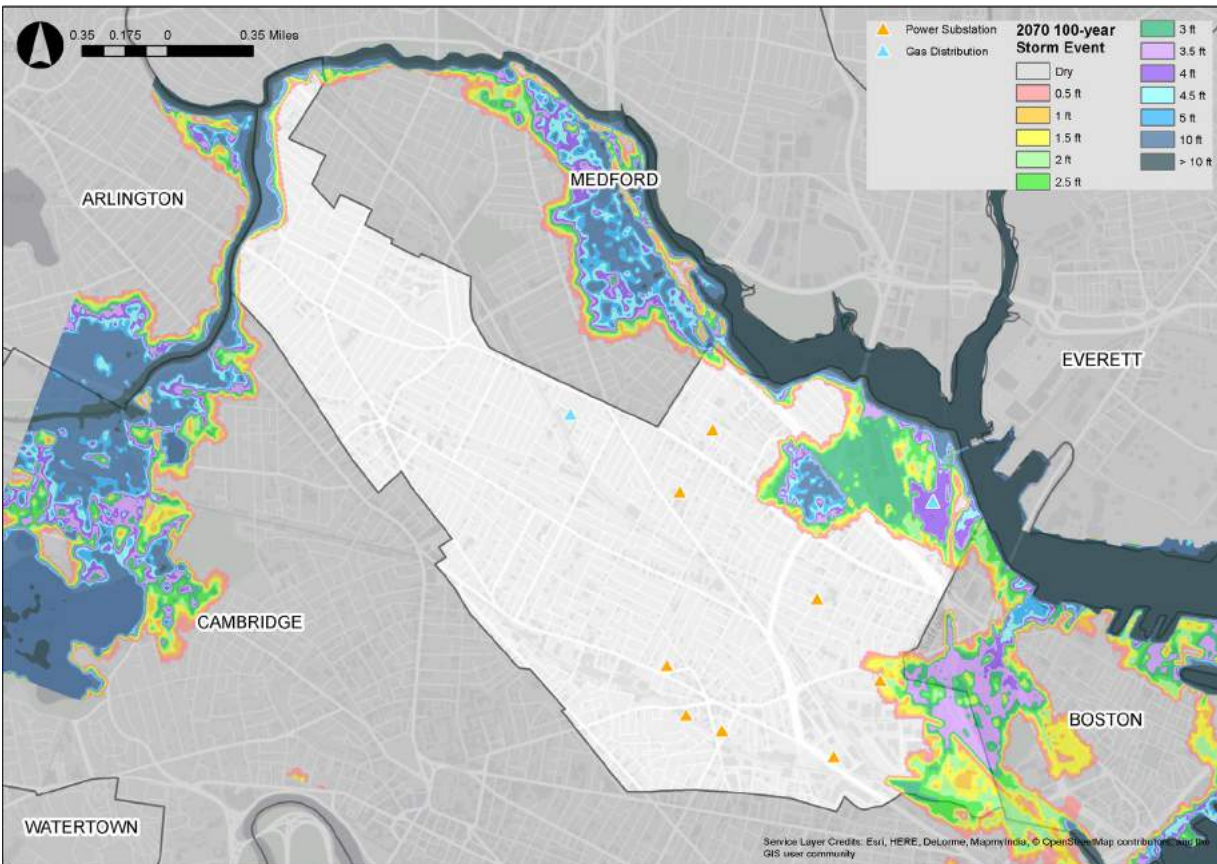 0.35 0.175 0 0.35 Miles
Power Substation
Gas Distribution
2070 100-year
Storm Event
Dry
0.5 ft
1 ft
1.5 ft
2 ft
2.5 ft
3 ft
3.5 ft
4 ft
4.5 ft
5 ft
10 ft
> 10 ft
MEDFORD
ARLINGTON
EVERETT
CAMBRIDGE
BOSTON
WATERTOWN
Service Layer Credits: Esri, HERE, DeLorme, MapmyIndia, © OpenStreetMap contributors, and the
GIS user community